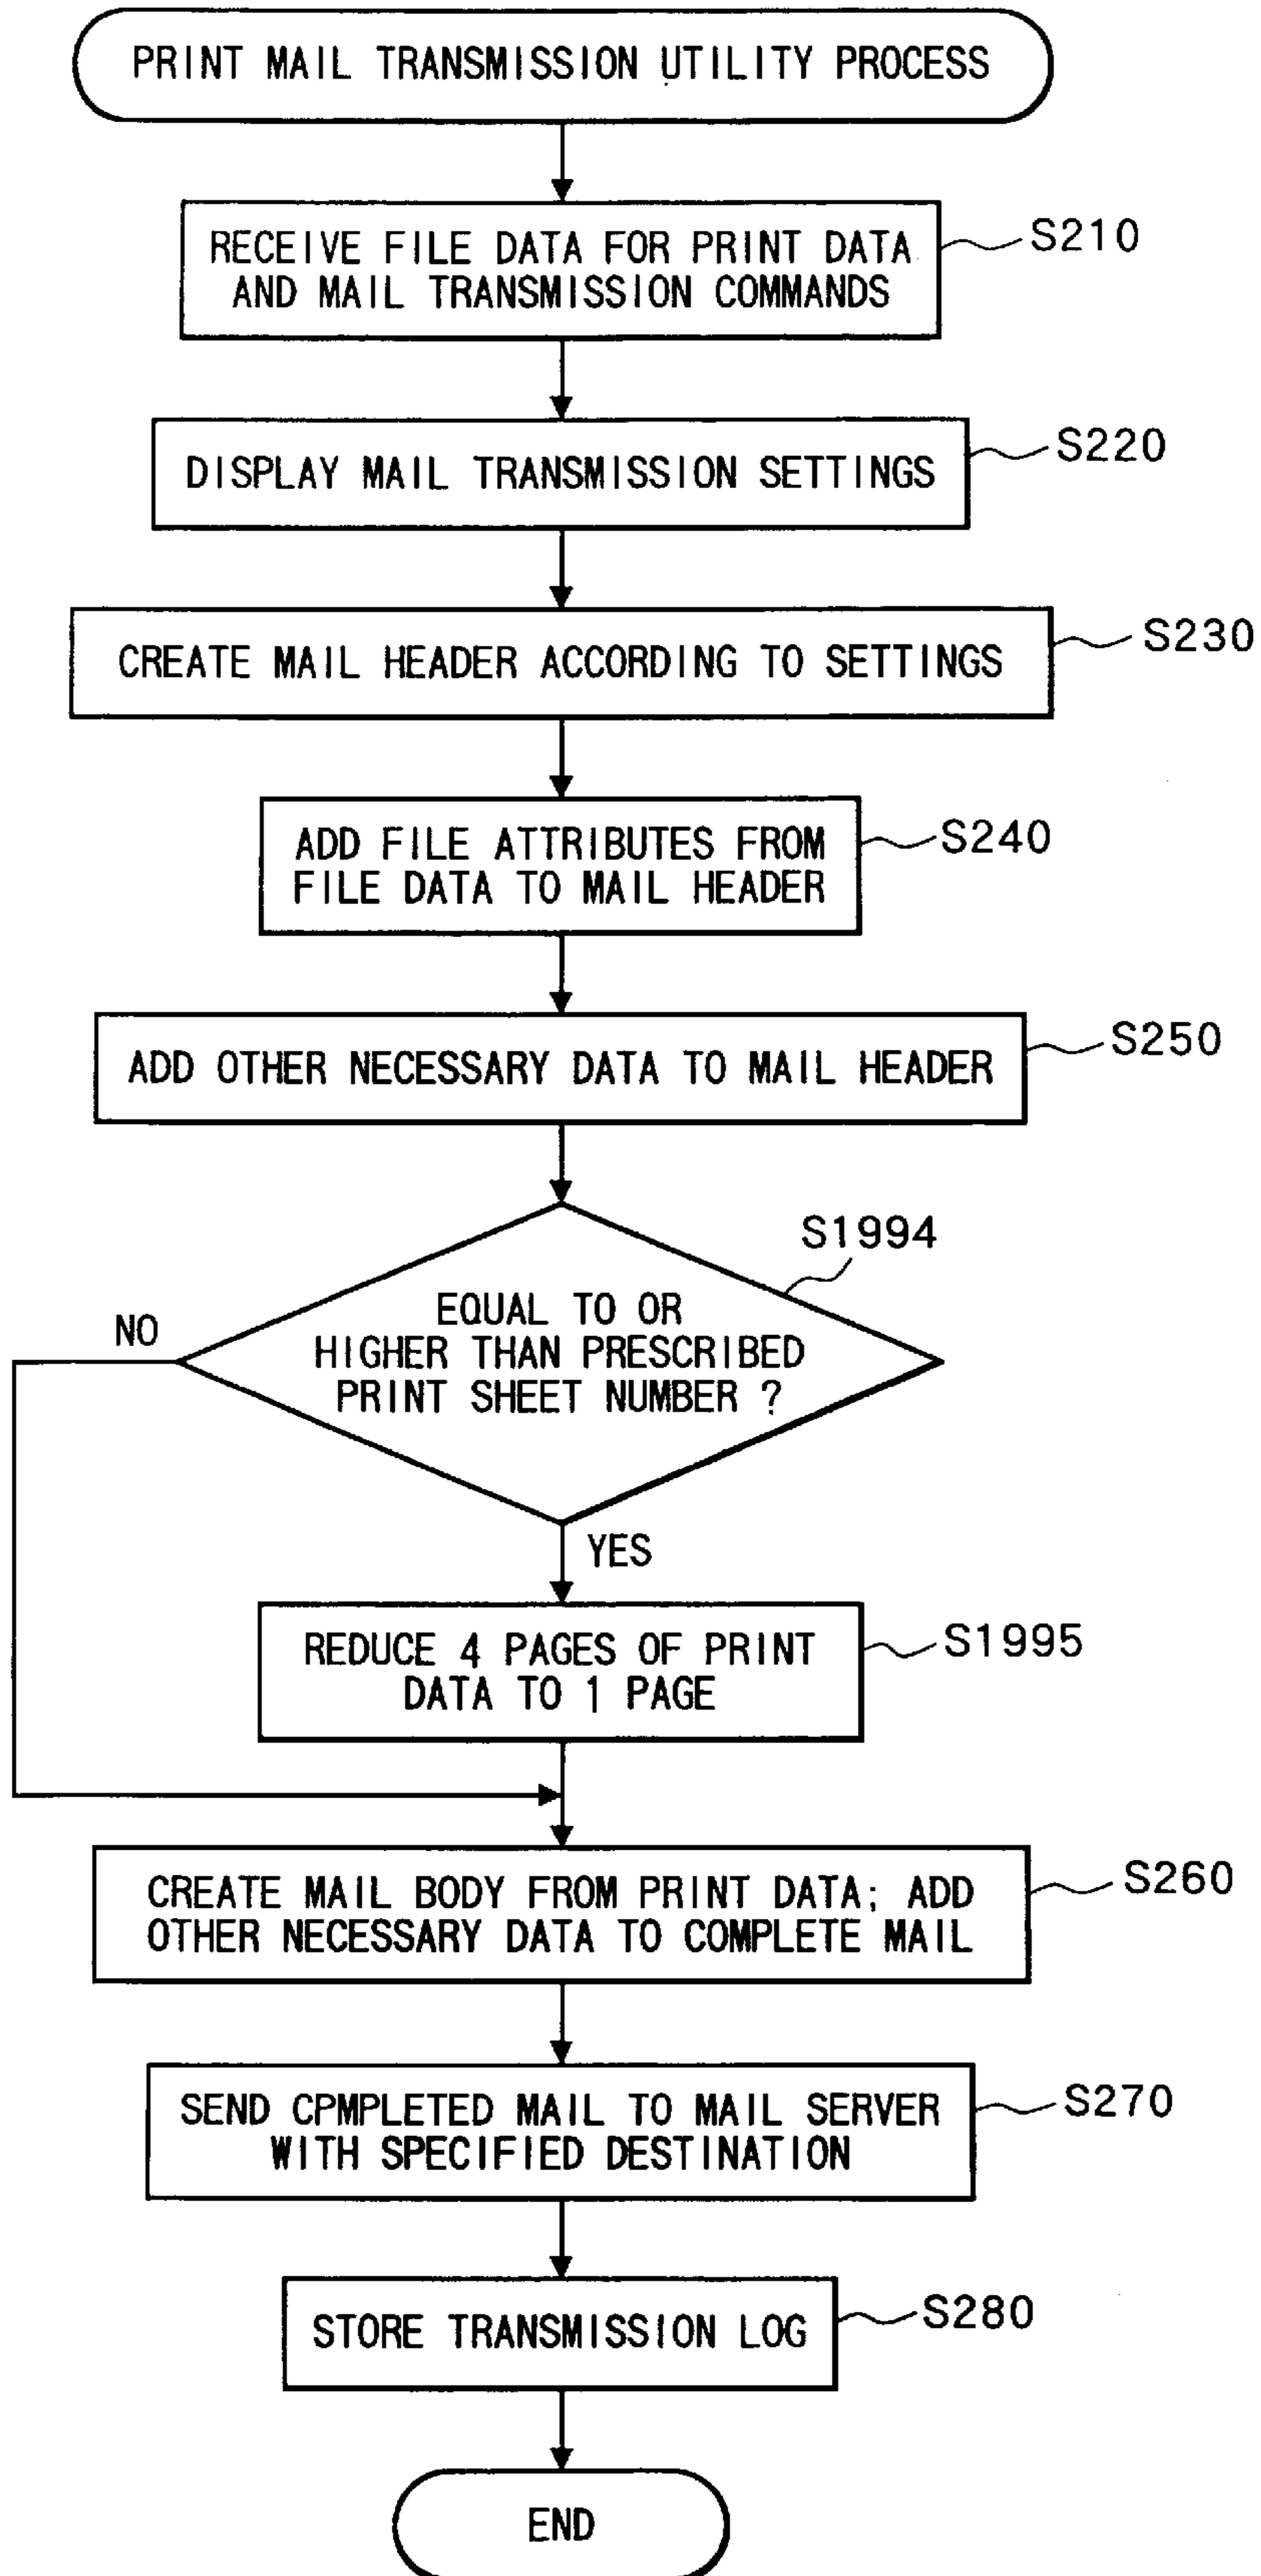 PRINT MAIL TRANSMISSION UTILITY PROCESS
RECEIVE FILE DATA FOR PRINT DATA
AND MAIL TRANSMISSION COMMANDS
S210
DISPLAY MAIL TRANSMISSION SETTINGS
S220
CREATE MAIL HEADER ACCORDING TO SETTINGS
S230
ADD FILE ATTRIBUTES FROM
FILE DATA TO MAIL HEADER
S240
ADD OTHER NECESSARY DATA TO MAIL HEADER
S250
S1994
EQUAL TO OR
HIGHER THAN PRESCRIBED
PRINT SHEET NUMBER ?
NO
YES
REDUCE 4 PAGES OF PRINT
DATA TO 1 PAGE
S1995
CREATE MAIL BODY FROM PRINT DATA; ADD
OTHER NECESSARY DATA TO COMPLETE MAIL
S260
SEND CPMPLETED MAIL TO MAIL SERVER
WITH SPECIFIED DESTINATION
S270
STORE TRANSMISSION LOG
S280
END